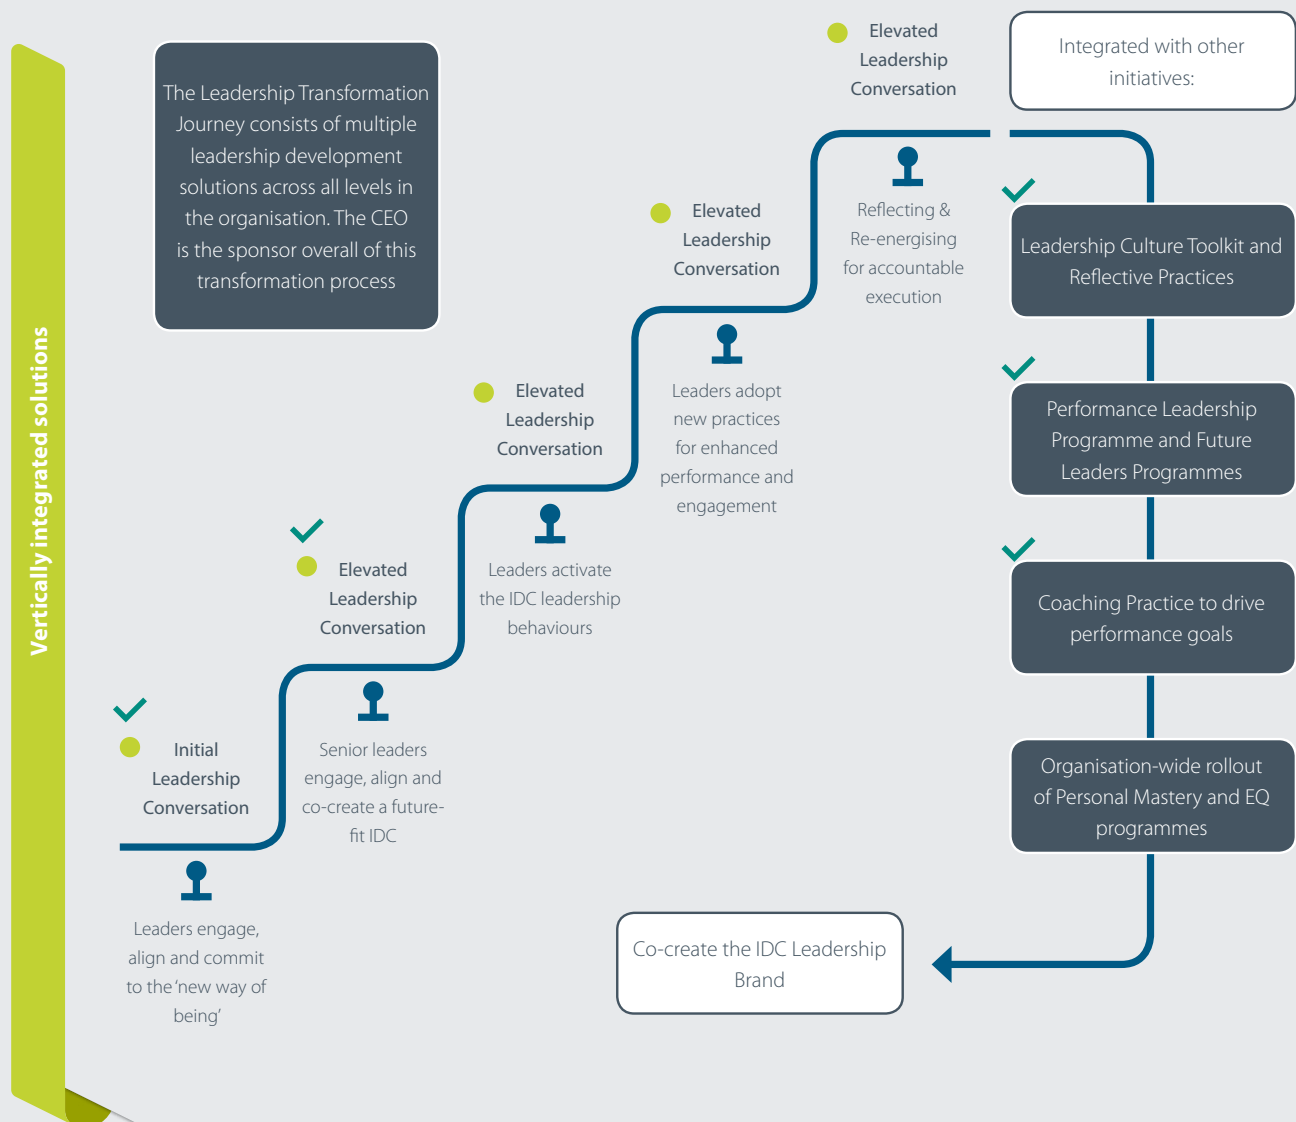 Vertically integrated solutions
The Leadership Transformation
Journey consists of multiple
leadership development
solutions across all levels in
the organisation. The CEO
is the sponsor overall of this
transformation process
Initial
Leadership
Conversation
Leaders engage,
align and commit
to the ‘new way of
being’
Elevated
Leadership
Conversation
Senior leaders
engage, align and
co-create a future-
fit IDC
Elevated
Leadership
Conversation
Leaders activate
the IDC leadership
behaviours
Elevated
Leadership
Conversation
Leaders adopt
new practices
for enhanced
performance and
engagement
Elevated
Leadership
Conversation
Reflecting &
Re-energising
for accountable
execution
Integrated with other
initiatives:
Leadership Culture Toolkit and
Reflective Practices
Performance Leadership
Programme and Future
Leaders Programmes
Coaching Practice to drive
performance goals
Organisation-wide rollout
of Personal Mastery and EQ
programmes
Co-create the IDC Leadership
Brand